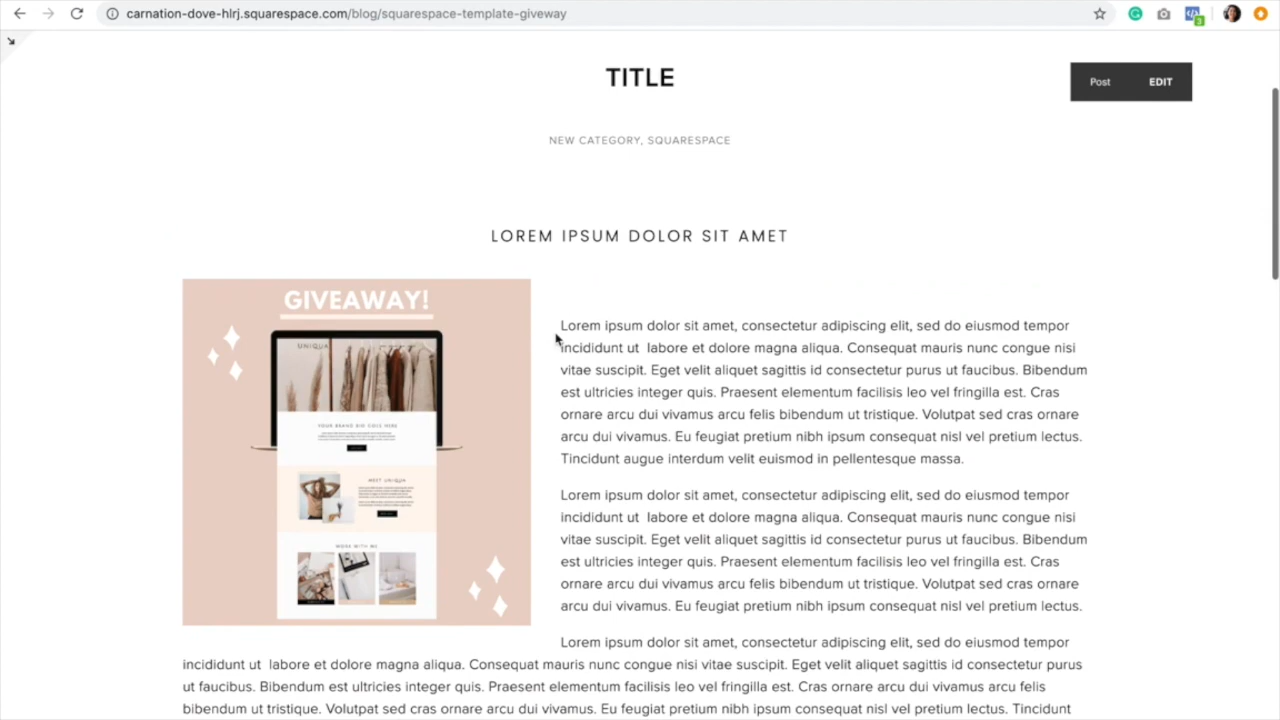 carnation-dove-hlrj.squarespace.com/blog/squarespace-template-giveway
3
TITLE
Post EDIT
NEW CATEGORY, SQUARESPACE
LOREM IPSUM DOLOR SIT AMET
GIVEAWAY!
UNIQUA
YOUR BRAND BIO GOES HERE
MEET UNIQUA
WORK WITH ME
Lorem ipsum dolor sit amet, consectetur adipiscing elit, sed do eiusmod tempor
incididunt ut labore et dolore magna aliqua. Consequat mauris nunc congue nisi
vitae suscipit. Eget velit aliquet sagittis id consectetur purus ut faucibus. Bibendum
est ultricies integer quis. Praesent elementum facilisis leo vel fringilla est. Cras
ornare arcu dui vivamus arcu felis bibendum ut tristique. Volutpat sed cras ornare
arcu dui vivamus. Eu feugiat pretium nibh ipsum consequat nisl vel pretium lectus.
Tincidunt augue interdum velit euismod in pellentesque massa.
Lorem ipsum dolor sit amet, consectetur adipiscing elit, sed do eiusmod tempor
incididunt ut labore et dolore magna aliqua. Consequat mauris nunc congue nisi
vitae suscipit. Eget velit aliquet sagittis id consectetur purus ut faucibus. Bibendum
est ultricies integer quis. Praesent elementum facilisis leo vel fringilla est. Cras
ornare arcu dui vivamus arcu felis bibendum ut tristique. Volutpat sed cras ornare
arcu dui vivamus. Eu feugiat pretium nibh ipsum consequat nisl vel pretium lectus.
Lorem ipsum dolor sit amet, consectetur adipiscing elit, sed do eiusmod tempor
incididunt ut labore et dolore magna aliqua. Consequat mauris nunc congue nisi vitae suscipit. Eget velit aliquet sagittis id consectetur purus
ut faucibus. Bibendum est ultricies integer quis. Praesent elementum facilisis leo vel fringilla est. Cras ornare arcu dui vivamus arcu felis
bibendum ut tristique. Volutpat sed cras ornare arcu dui vivamus. Eu feugiat pretium nibh ipsum consequat nisl vel pretium lectus. Tincidunt